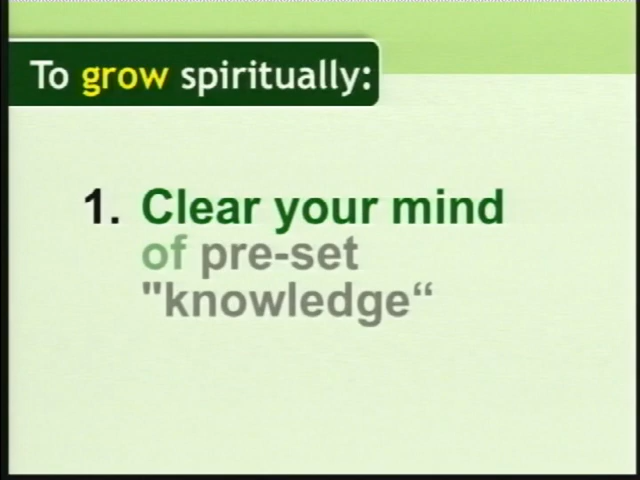 To grow spiritually:
1. Clear your mind
of pre-set
"knowledge“